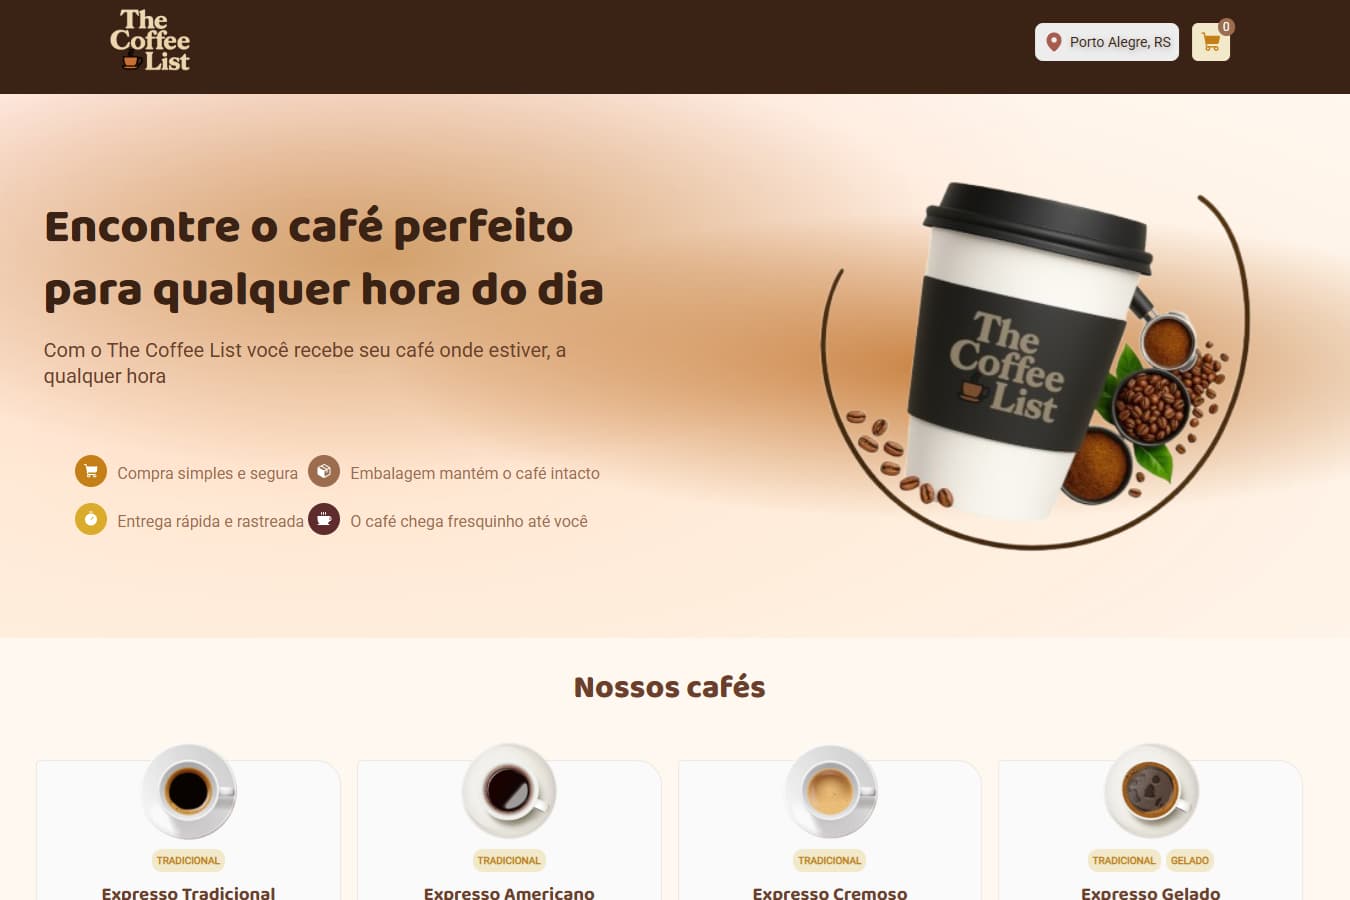 The
Coffee
List
Porto Alegre, RS
0
Encontre o café perfeito
para qualquer hora do dia
Com o The Coffee List você recebe seu café onde estiver, a
qualquer hora
Compra simples e segura
Embalagem mantém o café intacto
Entrega rápida e rastreada
O café chega fresquinho até você
The
Coffee
List
Nossos cafés
TRADICIONAL
TRADICIONAL
TRADICIONAL
TRADICIONAL GELADO
Expresso Tradicional
Expresso Americano
Expresso Cremoso
Expresso Gelado